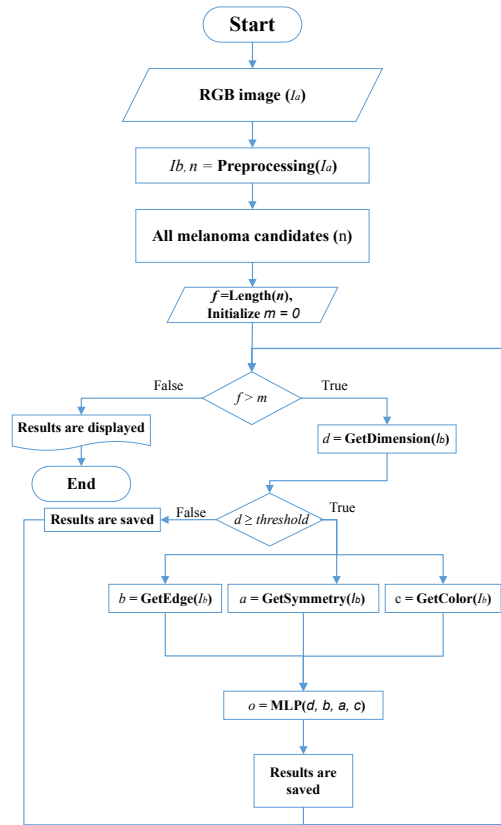 Start
RGB image (Ia)
Ib, n = Preprocessing(Ia)
All melanoma candidates (n)
f =Length(n),
Initialize m = 0
False
True
f > m
Results are displayed
d = GetDimension(Ib)
End
Results are saved
False
d ≥ threshold
True
b = GetEdge(Ib)
a = GetSymmetry(Ib)
c = GetColor(Ib)
o = MLP(d, b, a, c)
Results are
saved